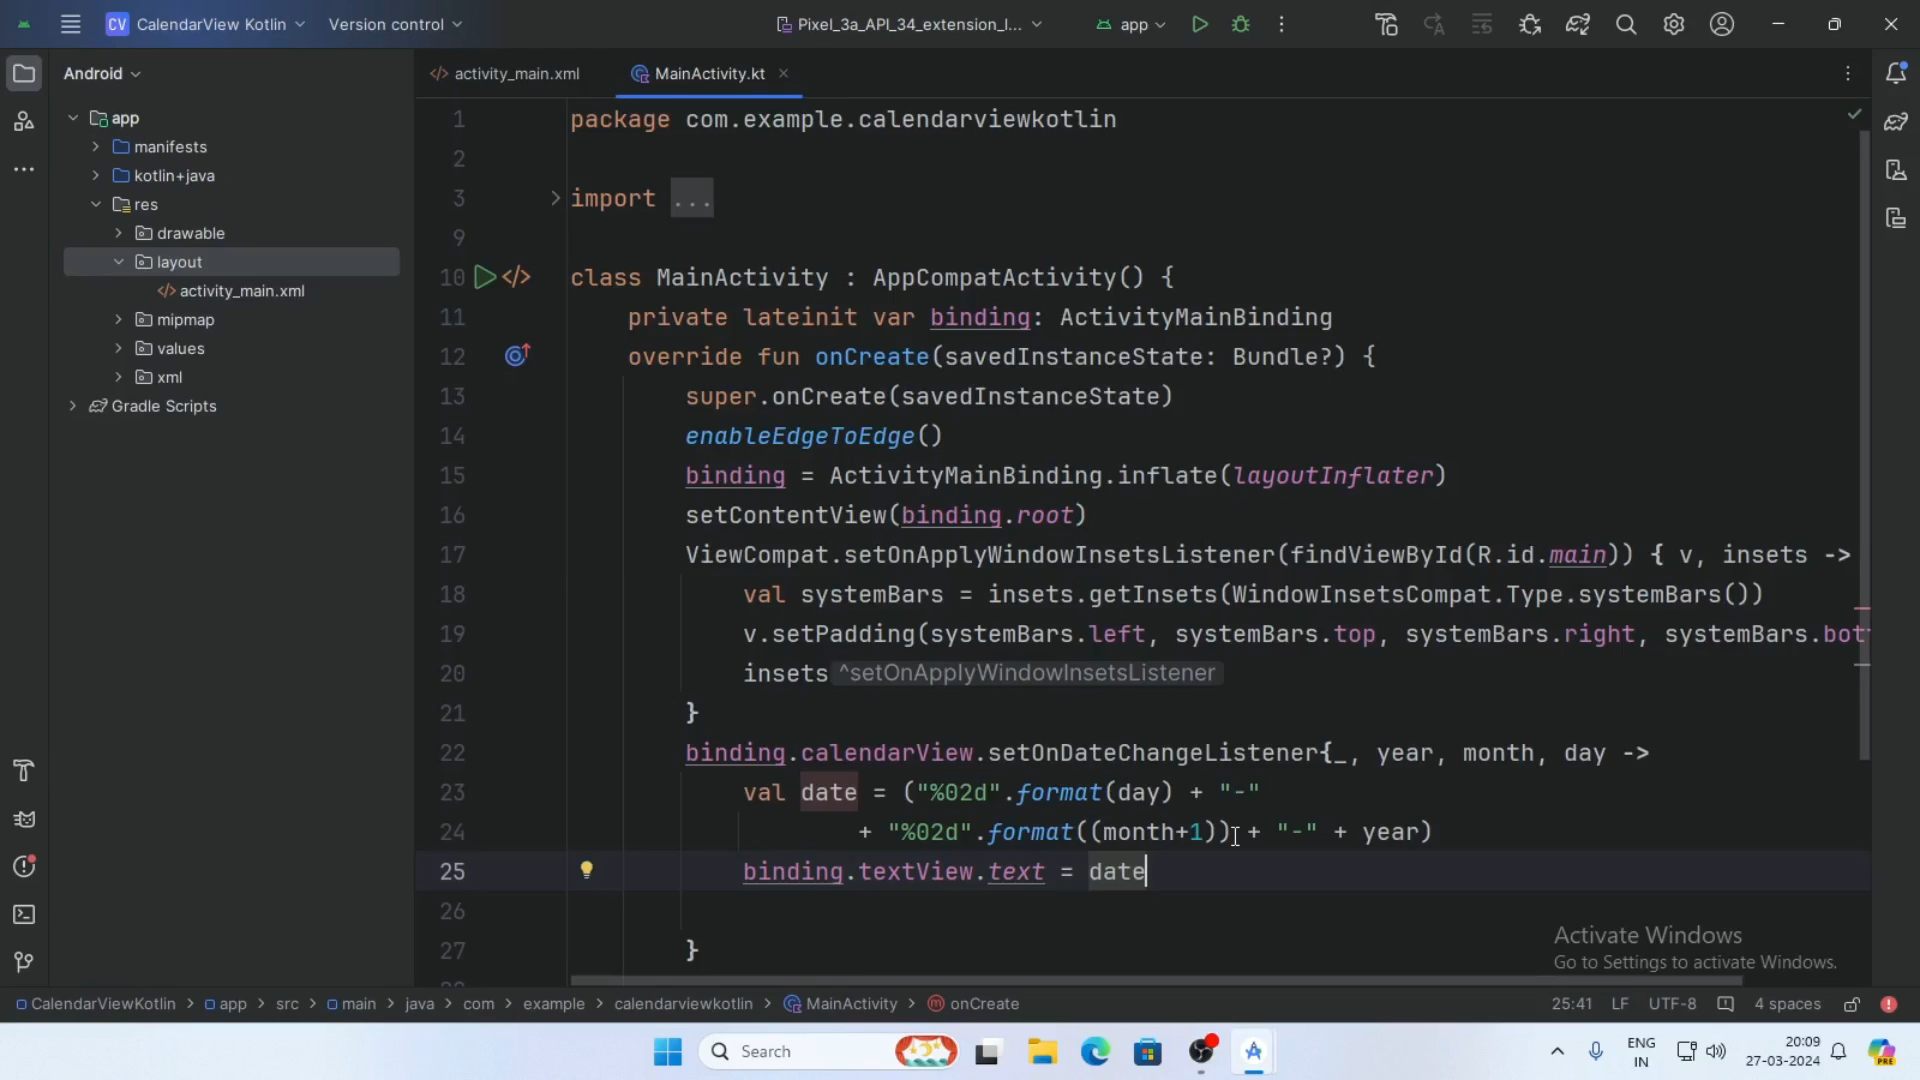 CV CalendarView Kotlin Version control Pixel_3a_API_34_extension_l... app
Android
activity_main.xml MainActivity.kt
app
manifests
kotlin+java
res
drawable
layout
activity_main.xml
mipmap
values
xml
Gradle Scripts
1 package com.example.calendarviewkotlin
2
3 import ...
9
10 class MainActivity : AppCompatActivity() {
11 private lateinit var binding: ActivityMainBinding
12 override fun onCreate(savedInstanceState: Bundle?) {
13 super.onCreate(savedInstanceState)
14 enableEdgeToEdge()
15 binding = ActivityMainBinding.inflate(layoutInflater)
16 setContentView(binding.root)
17 ViewCompat.setOnApplyWindowInsetsListener(findViewById(R.id.main)) { v, insets ->
18 val systemBars = insets.getInsets(WindowInsetsCompat.Type.systemBars())
19 v.setPadding(systemBars.left, systemBars.top, systemBars.right, systemBars.bot
20 insets ^setOnApplyWindowInsetsListener
21 }
22 binding.calendarView.setOnDateChangeListener{_, year, month, day ->
23 val date = ("%02d".format(day) + "-"
24 + "%02d".format((month+1)) + "-" + year)
25 binding.textView.text = date
26
27 }
Activate Windows
Go to Settings to activate Windows.
CalendarViewKotlin > app > src > main > java > com > example > calendarviewkotlin > MainActivity > onCreate 25:41 LF UTF-8 4 spaces
Search ENG IN 20:09 27-03-2024 PRE